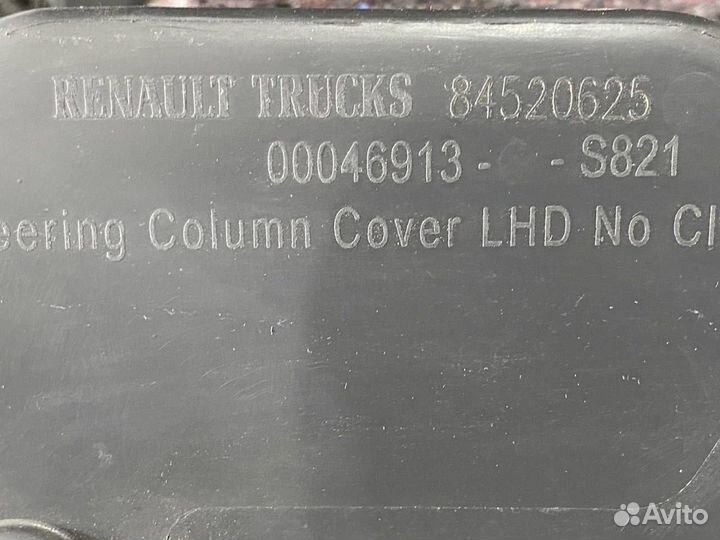 RENAULT TRUCKS 84520625
00046913- - S821
eering Column Cover LHD No Cl
Avito